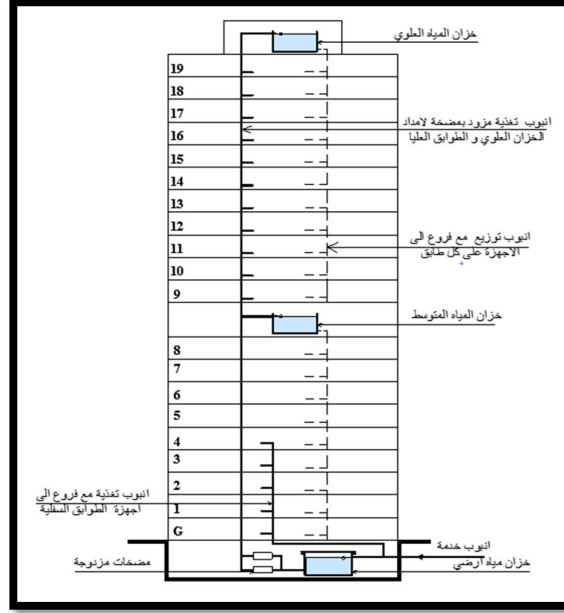 خزان المياه العلوي
19
18
17
انبوب تغذية مزود بمضخة لامداد
الخزان العلوي و الطوابق العليا
16
15
14
13
12
انبوب توزيع مع فروع الى
الاجهزة على كل طابق
11
10
9
خزان المياه المتوسط
8
7
6
5
4
3
2
انبوب تغذية مع فروع الى
اجهزة الطوابق السفلية
1
G
انبوب خدمة
خزان مياه ارضي
مضخات مزدوجة